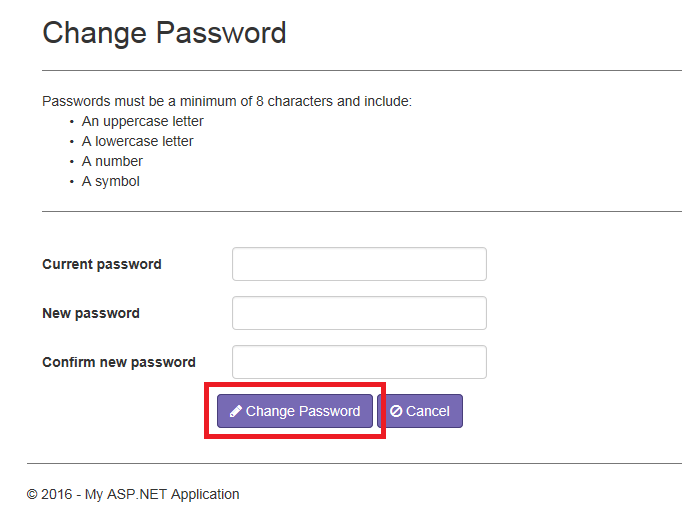 Change Password
Passwords must be a minimum of 8 characters and include:
• An uppercase letter
• A lowercase letter
• A number
• A symbol
Current password
New password
Confirm new password
Change Password Cancel
© 2016 - My ASP.NET Application